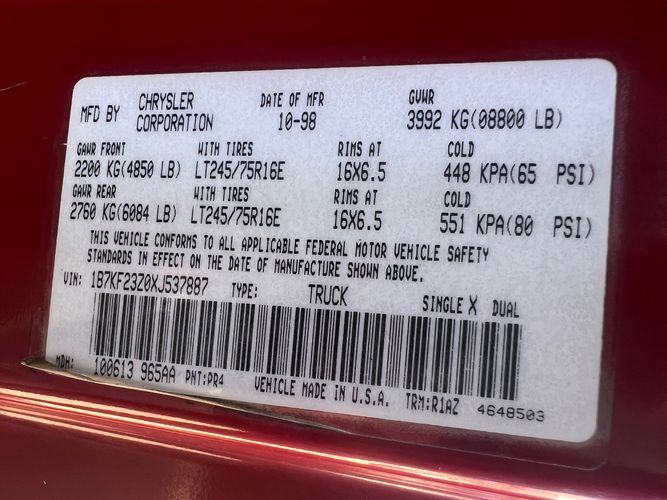 MFD BY CHRYSLER CORPORATION DATE OF MFR 10-98 GVWR 3992 KG(08800 LB)
GAWR FRONT WITH TIRES RIMS AT COLD
2200 KG(4850 LB) LT245/75R16E 16X6.5 448 KPA(65 PSI)
GAWR REAR WITH TIRES RIMS AT COLD
2760 KG(6084 LB) LT245/75R16E 16X6.5 551 KPA(80 PSI)
THIS VEHICLE CONFORMS TO ALL APPLICABLE FEDERAL MOTOR VEHICLE SAFETY
STANDARDS IN EFFECT ON THE DATE OF MANUFACTURE SHOWN ABOVE.
VIN: 1B7KF23Z0XJ537887 TYPE: TRUCK SINGLE X DUAL
MDH: 100613 965AA PNT:PR4 VEHICLE MADE IN U.S.A. TRM:R1AZ 4648503